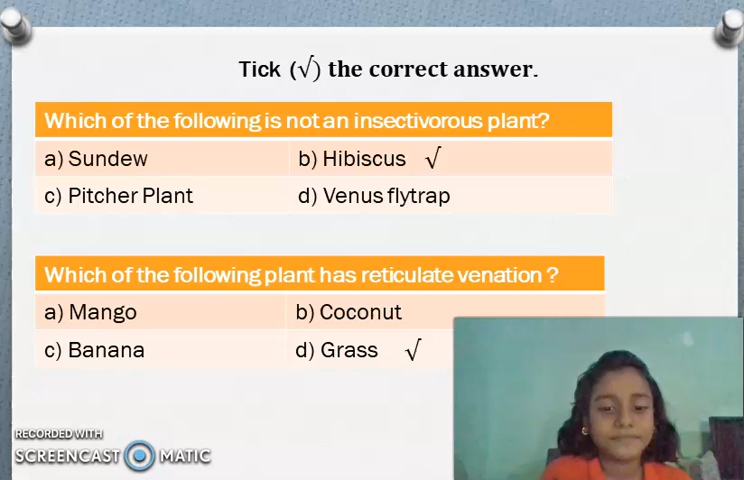 Tick (√) the correct answer.
Which of the following is not an insectivorous plant?
a) Sundew b) Hibiscus √
c) Pitcher Plant d) Venus flytrap
Which of the following plant has reticulate venation ?
a) Mango b) Coconut
c) Banana d) Grass √
RECORDED WITH
SCREENCAST MATIC